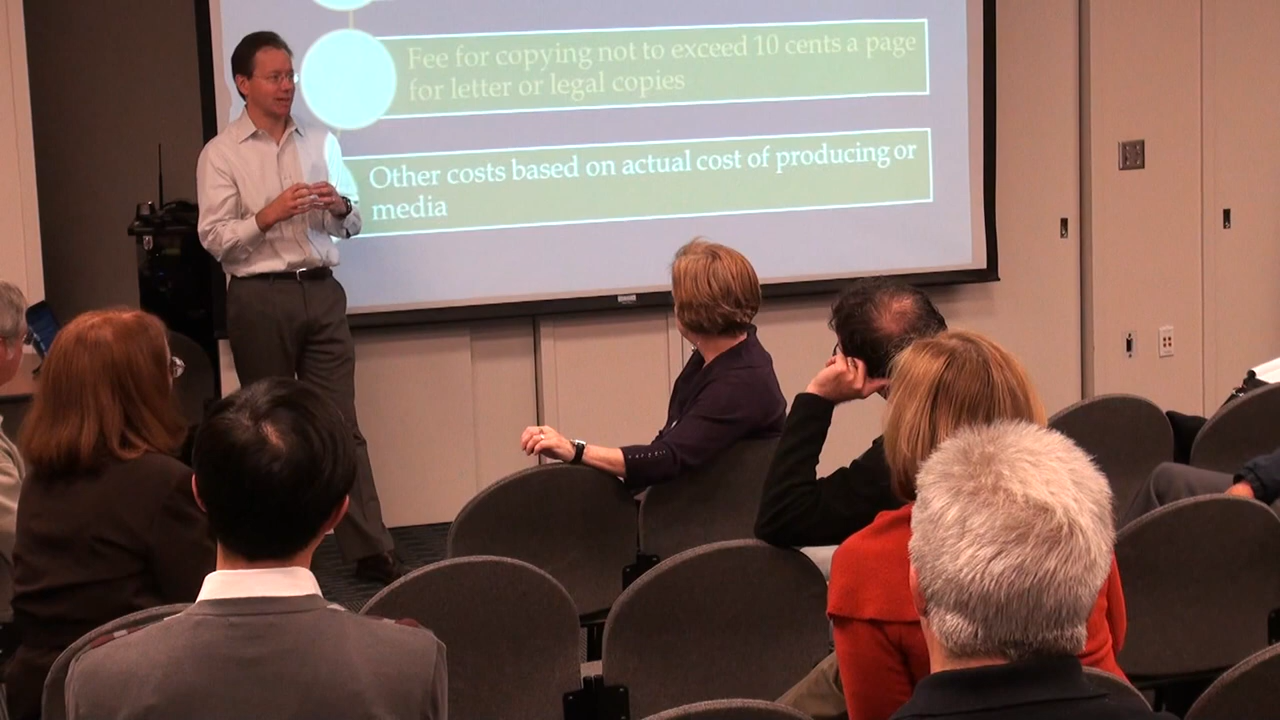 Fee for copying not to exceed 10 cents a page
for letter or legal copies
Other costs based on actual cost of producing or
media